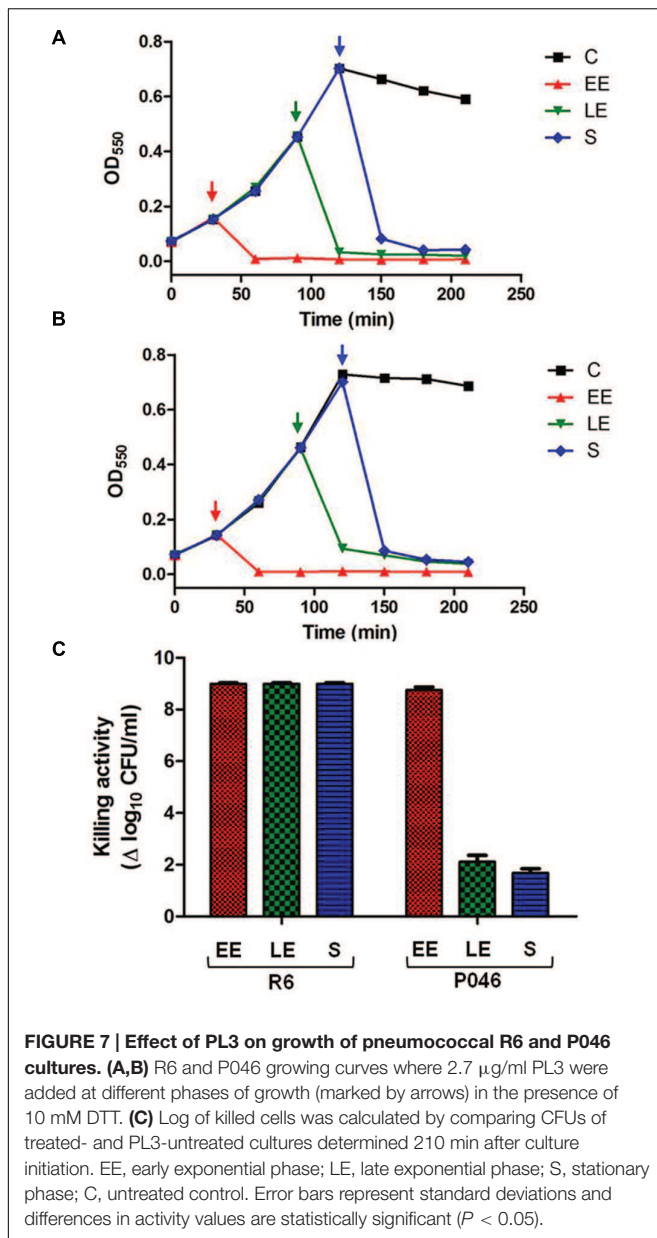 A
0.8
0.6
0.4
0.2
0.0
OD550
0 50 100 150 200 250
Time (min)
C
EE
LE
S
B
0.8
0.6
0.4
0.2
0.0
OD550
0 50 100 150 200 250
Time (min)
C
EE
LE
S
C
10
8
6
4
2
0
Killing activity
(Δ log10 CFU/ml)
EE LE S EE LE S
R6 P046
FIGURE 7 | Effect of PL3 on growth of pneumococcal R6 and P046
cultures. (A,B) R6 and P046 growing curves where 2.7 μg/ml PL3 were
added at different phases of growth (marked by arrows) in the presence of
10 mM DTT. (C) Log of killed cells was calculated by comparing CFUs of
treated- and PL3-untreated cultures determined 210 min after culture
initiation. EE, early exponential phase; LE, late exponential phase; S, stationary
phase; C, untreated control. Error bars represent standard deviations and
differences in activity values are statistically significant (P < 0.05).